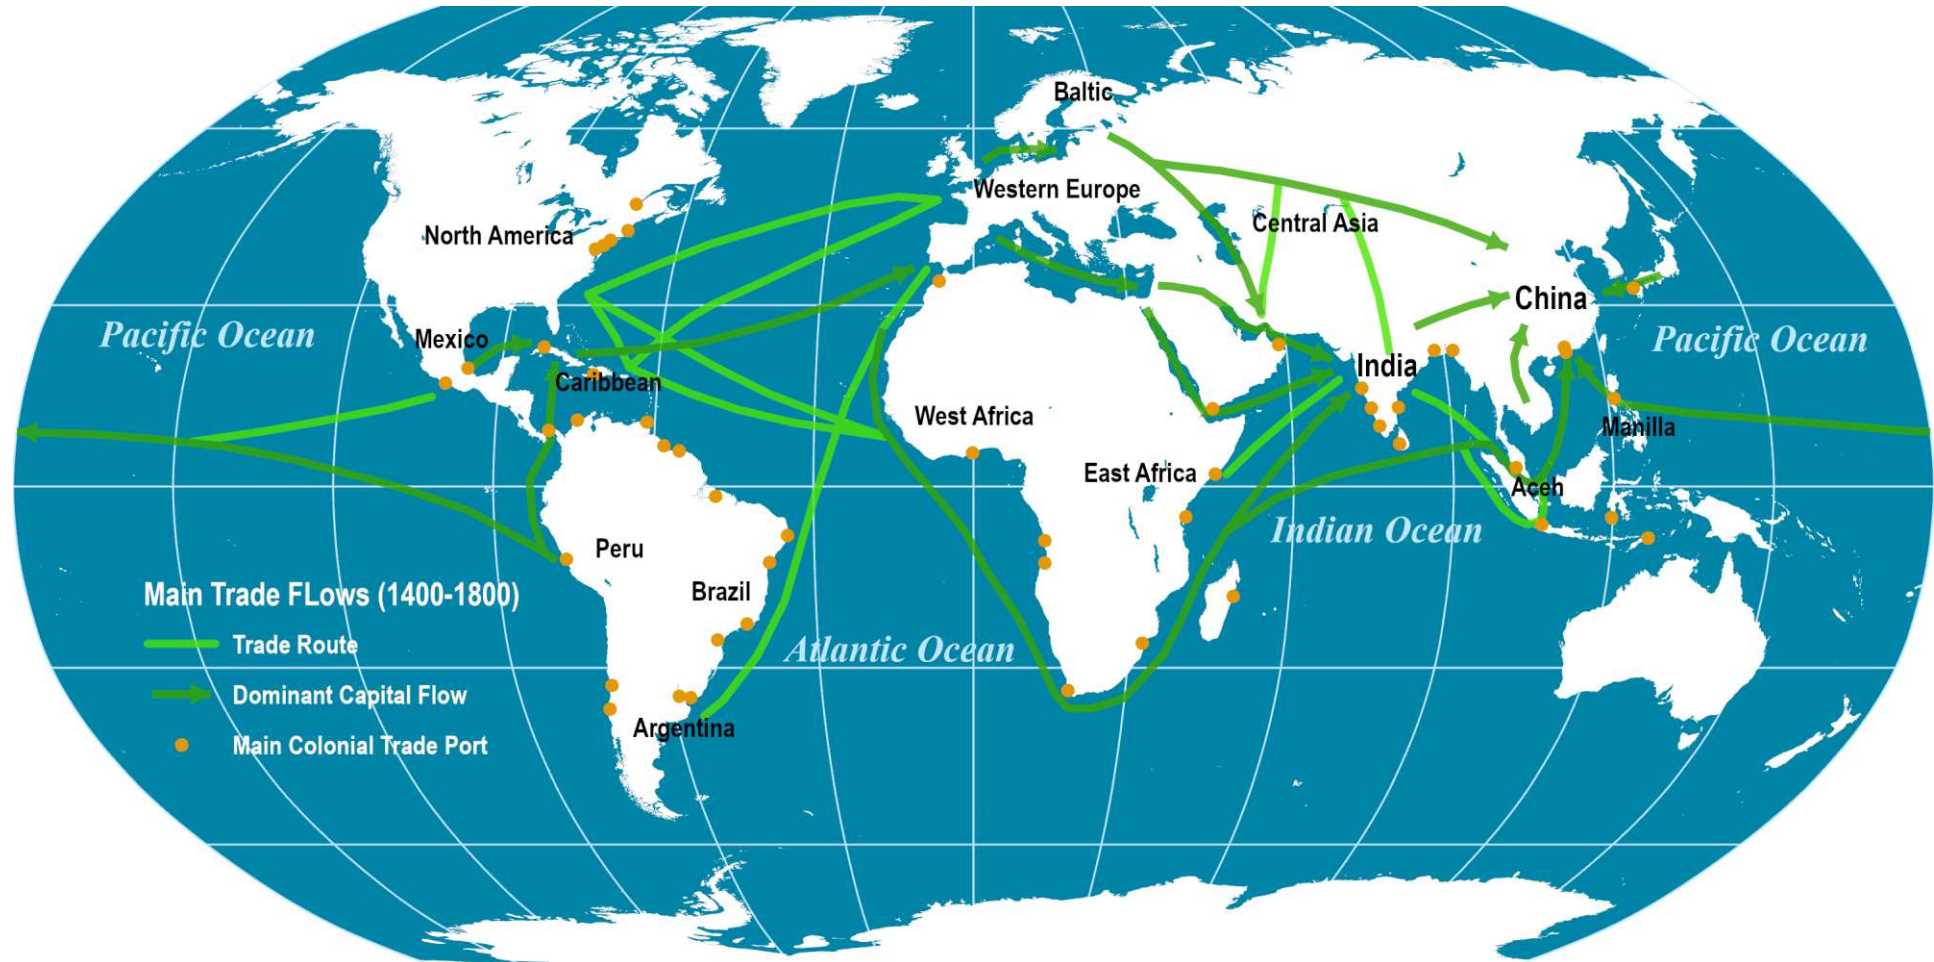 Baltic
Western Europe
Central Asia
North America
China
Pacific Ocean
Mexico
Pacific Ocean
India
Caribbean
West Africa
Manilla
East Africa
Aceh
Indian Ocean
Peru
Brazil
Atlantic Ocean
Argentina
Main Trade FLows (1400-1800)
Trade Route
Dominant Capital Flow
Main Colonial Trade Port